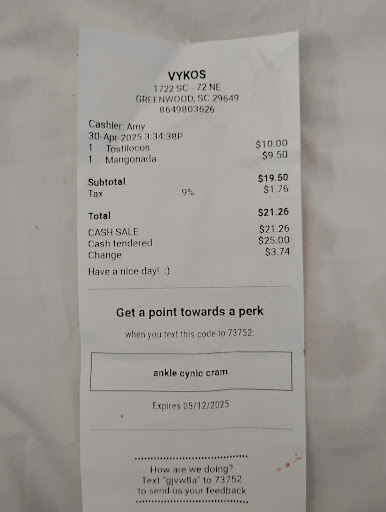 VYKOS
1722 SC - 72 NE
GREENWOOD, SC 29649
8649803626
Cashier: Amy
30-Apr-2025 3:34:38P
1 Tostilocos $10.00
1 Mangonada $9.50
Subtotal $19.50
Tax 9% $1.76
Total $21.26
CASH SALE $21.26
Cash tendered $25.00
Change $3.74
Have a nice day! :)
Get a point towards a perk
when you text this code to 73752:
ankle cynic cram
Expires 05/12/2025
How are we doing?
Text "gjvw8a" to 73752
to send us your feedback